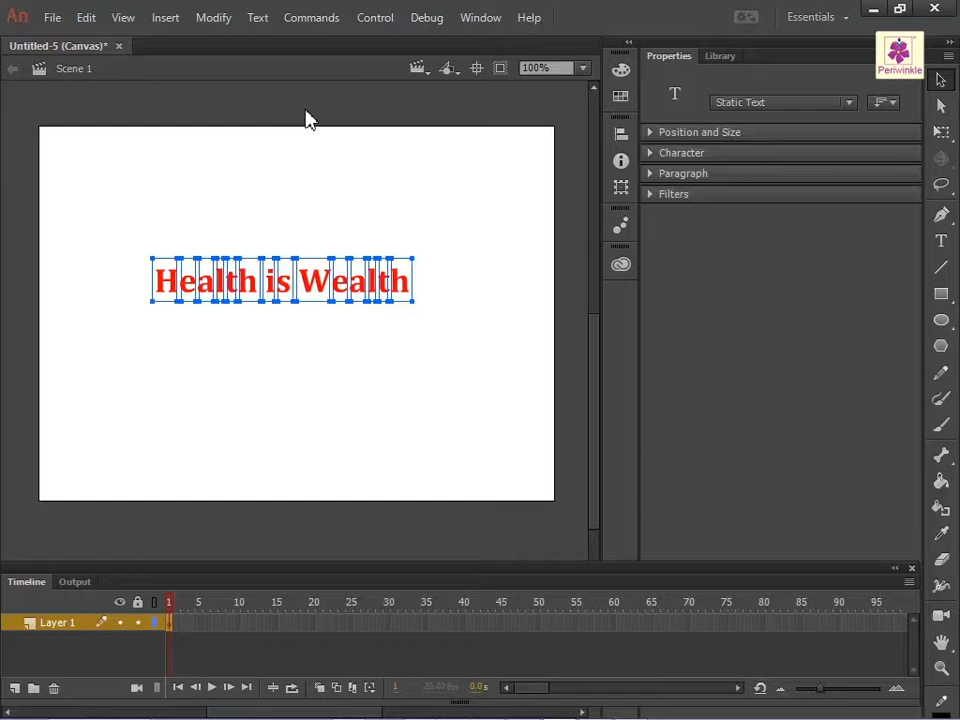 An File Edit View Insert Modify Text Commands Control Debug Window Help Essentials
Untitled-5 (Canvas)* ×
Scene 1 100%
Periwinkle
Properties Library
T Static Text
Position and Size
Character
Paragraph
Filters
Health is Wealth
Timeline Output
1 5 10 15 20 25 30 35 40 45 50 55 60 65 70 75 80 85 90 95
Layer 1
1 0.0 s